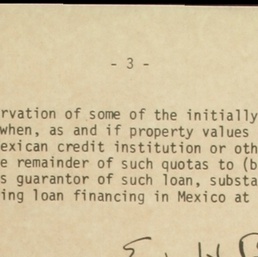 - 3 -
rvation of some of the initially
when, as and if property values
exican credit institution or oth
e remainder of such quotas to (b
s guarantor of such loan, substa
ing loan financing in Mexico at